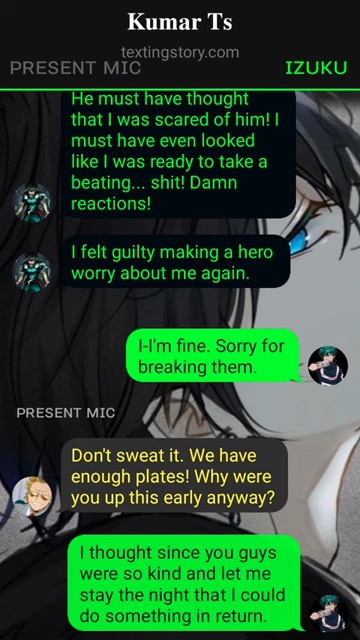 Kumar Ts
textingstory.com
PRESENT MIC
IZUKU
He must have thought
that I was scared of him! I
must have even looked
like I was ready to take a
beating... shit! Damn
reactions!
I felt guilty making a hero
worry about me again.
I-I'm fine. Sorry for
breaking them.
PRESENT MIC
Don't sweat it. We have
enough plates! Why were
you up this early anyway?
I thought since you guys
were so kind and let me
stay the night that I could
do something in return.